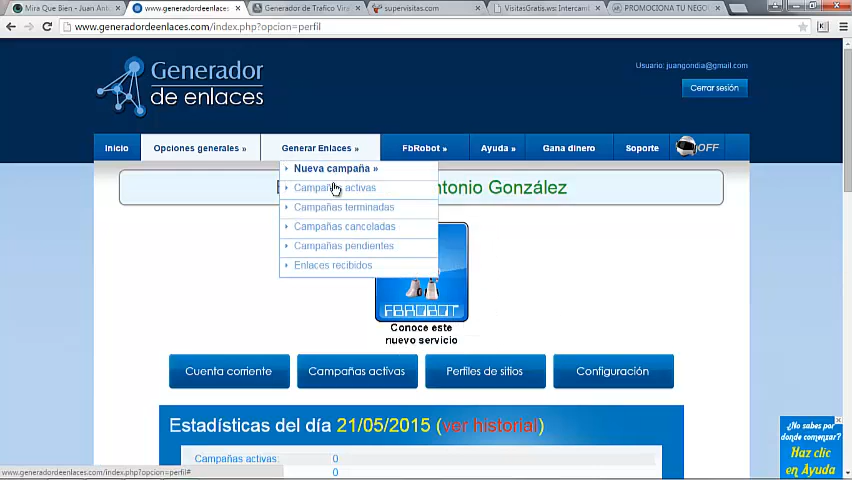 Mira Que Bien - Juan Ant
www.generadordeenlaces.c
Generador de Trafico Vira
supervisitas.com
VisitasGratis.ws: Intercam
PROMOCIONA TU NEGO
www.generadordeenlaces.com/index.php?opcion=perfil
Generador
de enlaces
Usuario: juangondia@gmail.com
Cerrar sesión
Inicio
Opciones generales »
Generar Enlaces »
FbRobot »
Ayuda »
Gana dinero
Soporte
OFF
Nueva campaña »
Campañas activas
Campañas terminadas
Campañas canceladas
Campañas pendientes
Enlaces recibidos
ntonio González
FBROBOT
Conoce este
nuevo servicio
Cuenta corriente
Campañas activas
Perfiles de sitios
Configuración
Estadísticas del día 21/05/2015 (ver historial)
Campañas activas: 0
0
¿No sabes por
donde comenzar?
Haz clic
en Ayuda
www.generadordeenlaces.com/index.php?opcion=perfil#